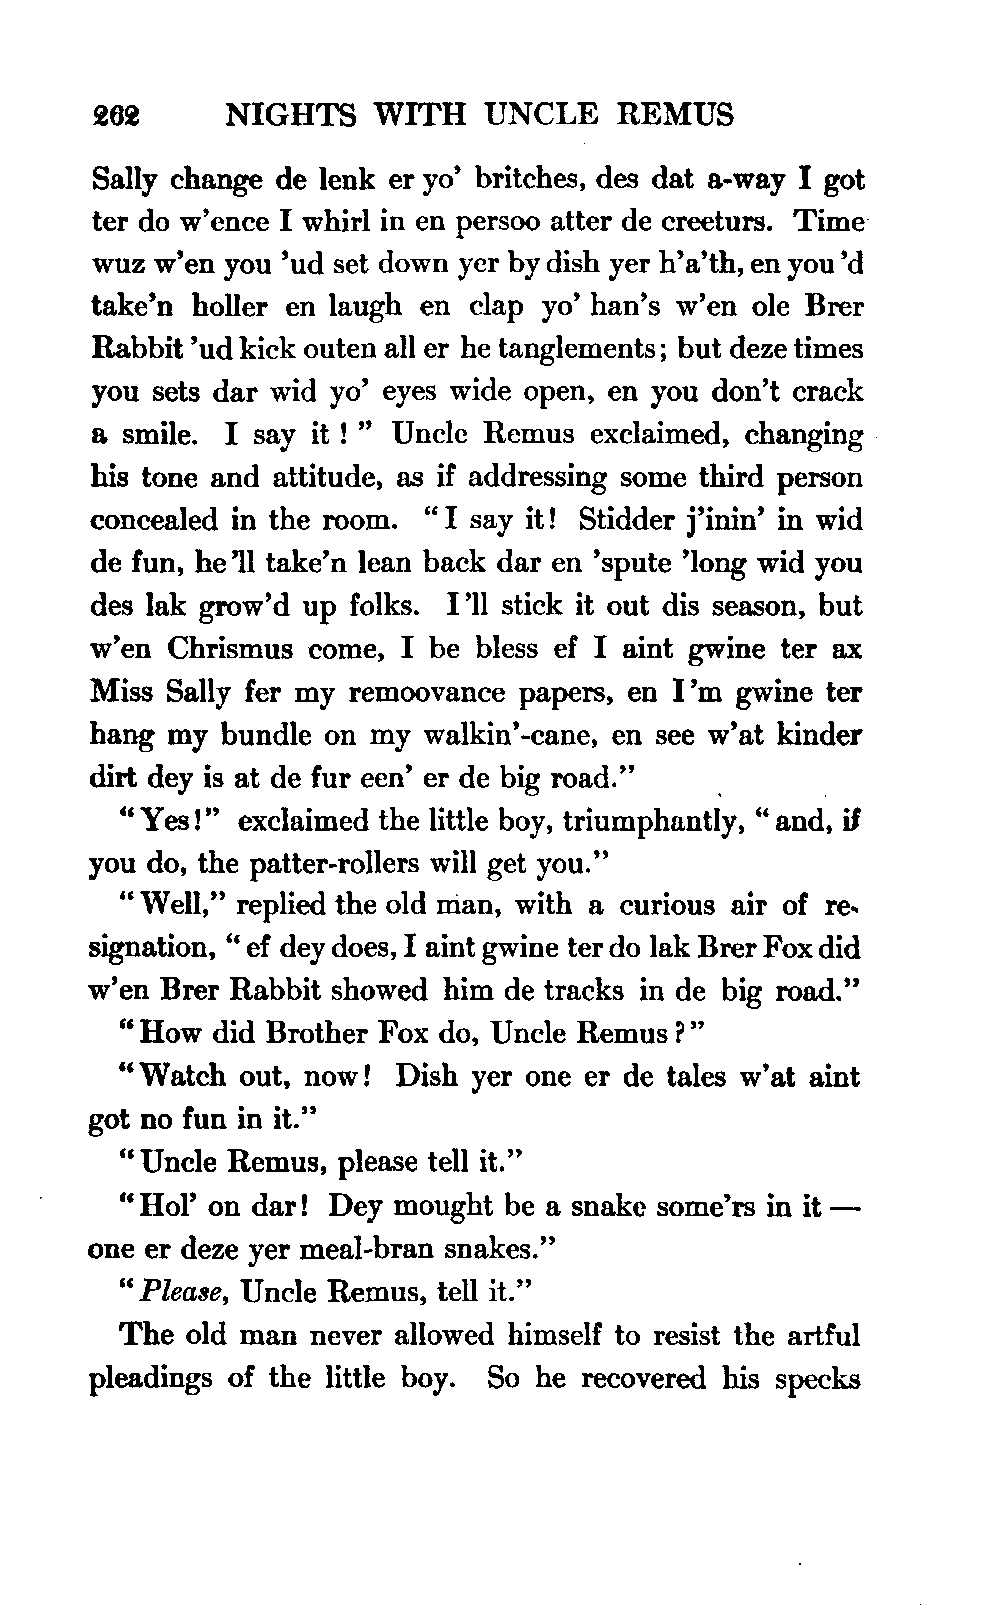 262 NIGHTS WITH UNCLE REMUS
Sally change de lenk er yo' britches, des dat a-way I got
ter do w'ence I whirl in en persoo atter de creeturs. Time
wuz w'en you 'ud set down yer by dish yer h'a'th, en you 'd
take'n holler en laugh en clap yo' han's w'en ole Brer
Rabbit 'ud kick outen all er he tanglements; but deze times
you sets dar wid yo' eyes wide open, en you don't crack
a smile. I say it! " Uncle Remus exclaimed, changing
his tone and attitude, as if addressing some third person
concealed in the room. "I say it! Stidder j'inin' in wid
de fun, he 'll take'n lean back dar en 'spute 'long wid you
des lak grow'd up folks. I 'll stick it out dis season, but
w'en Chrismus come, I be bless ef I aint gwine ter ax
Miss Sally fer my remoovance papers, en I 'm gwine ter
hang my bundle on my walkin'-cane, en see w'at kinder
dirt dey is at de fur een' er de big road."
"Yes!" exclaimed the little boy, triumphantly, "and, if
you do, the patter-rollers will get you."
"Well," replied the old man, with a curious air of re-
signation, "ef dey does, I aint gwine ter do lak Brer Fox did
w'en Brer Rabbit showed him de tracks in de big road."
"How did Brother Fox do, Uncle Remus?"
"Watch out, now! Dish yer one er de tales w'at aint
got no fun in it."
"Uncle Remus, please tell it."
"Hol' on dar! Dey mought be a snake some'rs in it —
one er deze yer meal-bran snakes."
"Please, Uncle Remus, tell it."
The old man never allowed himself to resist the artful
pleadings of the little boy. So he recovered his specks